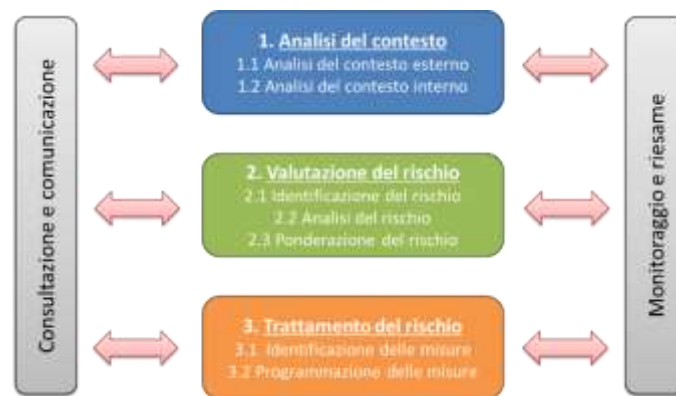 Consultazione e comunicazione
1. Analisi del contesto
1.1 Analisi del contesto esterno
1.2 Analisi del contesto interno
2. Valutazione del rischio
2.1 Identificazione del rischio
2.2 Analisi del rischio
2.3 Ponderazione del rischio
3. Trattamento del rischio
3.1 Identificazione delle misure
3.2 Programmazione delle misure
Monitoraggio e riesame